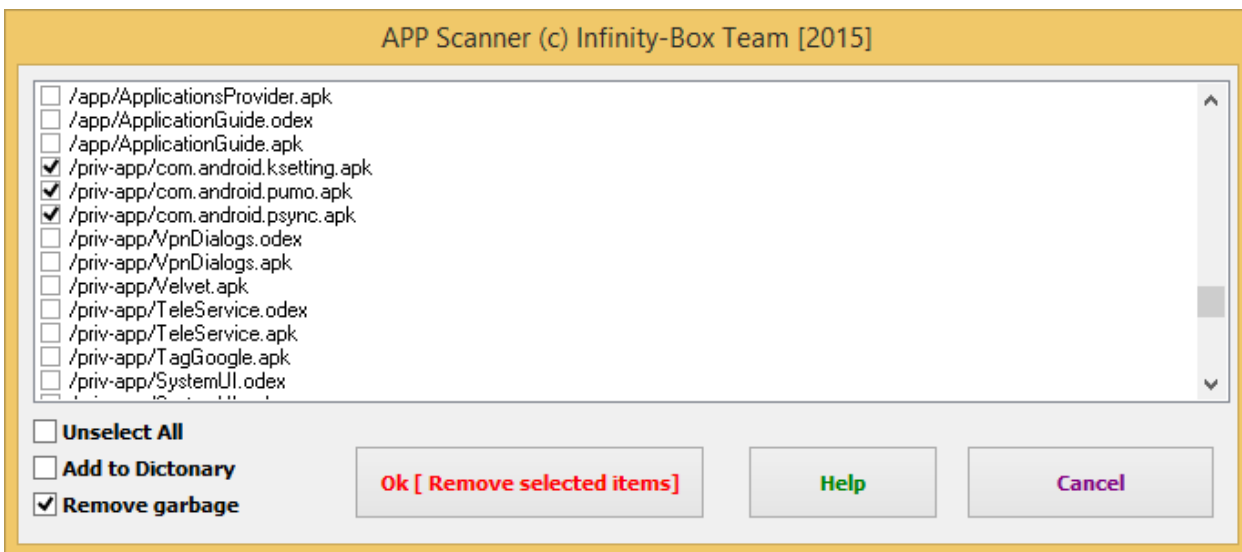 APP Scanner (c) Infinity-Box Team [2015]
/app/ApplicationsProvider.apk
/app/ApplicationGuide.odex
/app/ApplicationGuide.apk
/priv-app/com.android.ksetting.apk
/priv-app/com.android.pumo.apk
/priv-app/com.android.psync.apk
/priv-app/VpnDialogs.odex
/priv-app/VpnDialogs.apk
/priv-app/Velvet.apk
/priv-app/TeleService.odex
/priv-app/TeleService.apk
/priv-app/TagGoogle.apk
/priv-app/SystemUI.odex
Unselect All
Add to Dictonary
Remove garbage
Ok [ Remove selected items]
Help
Cancel